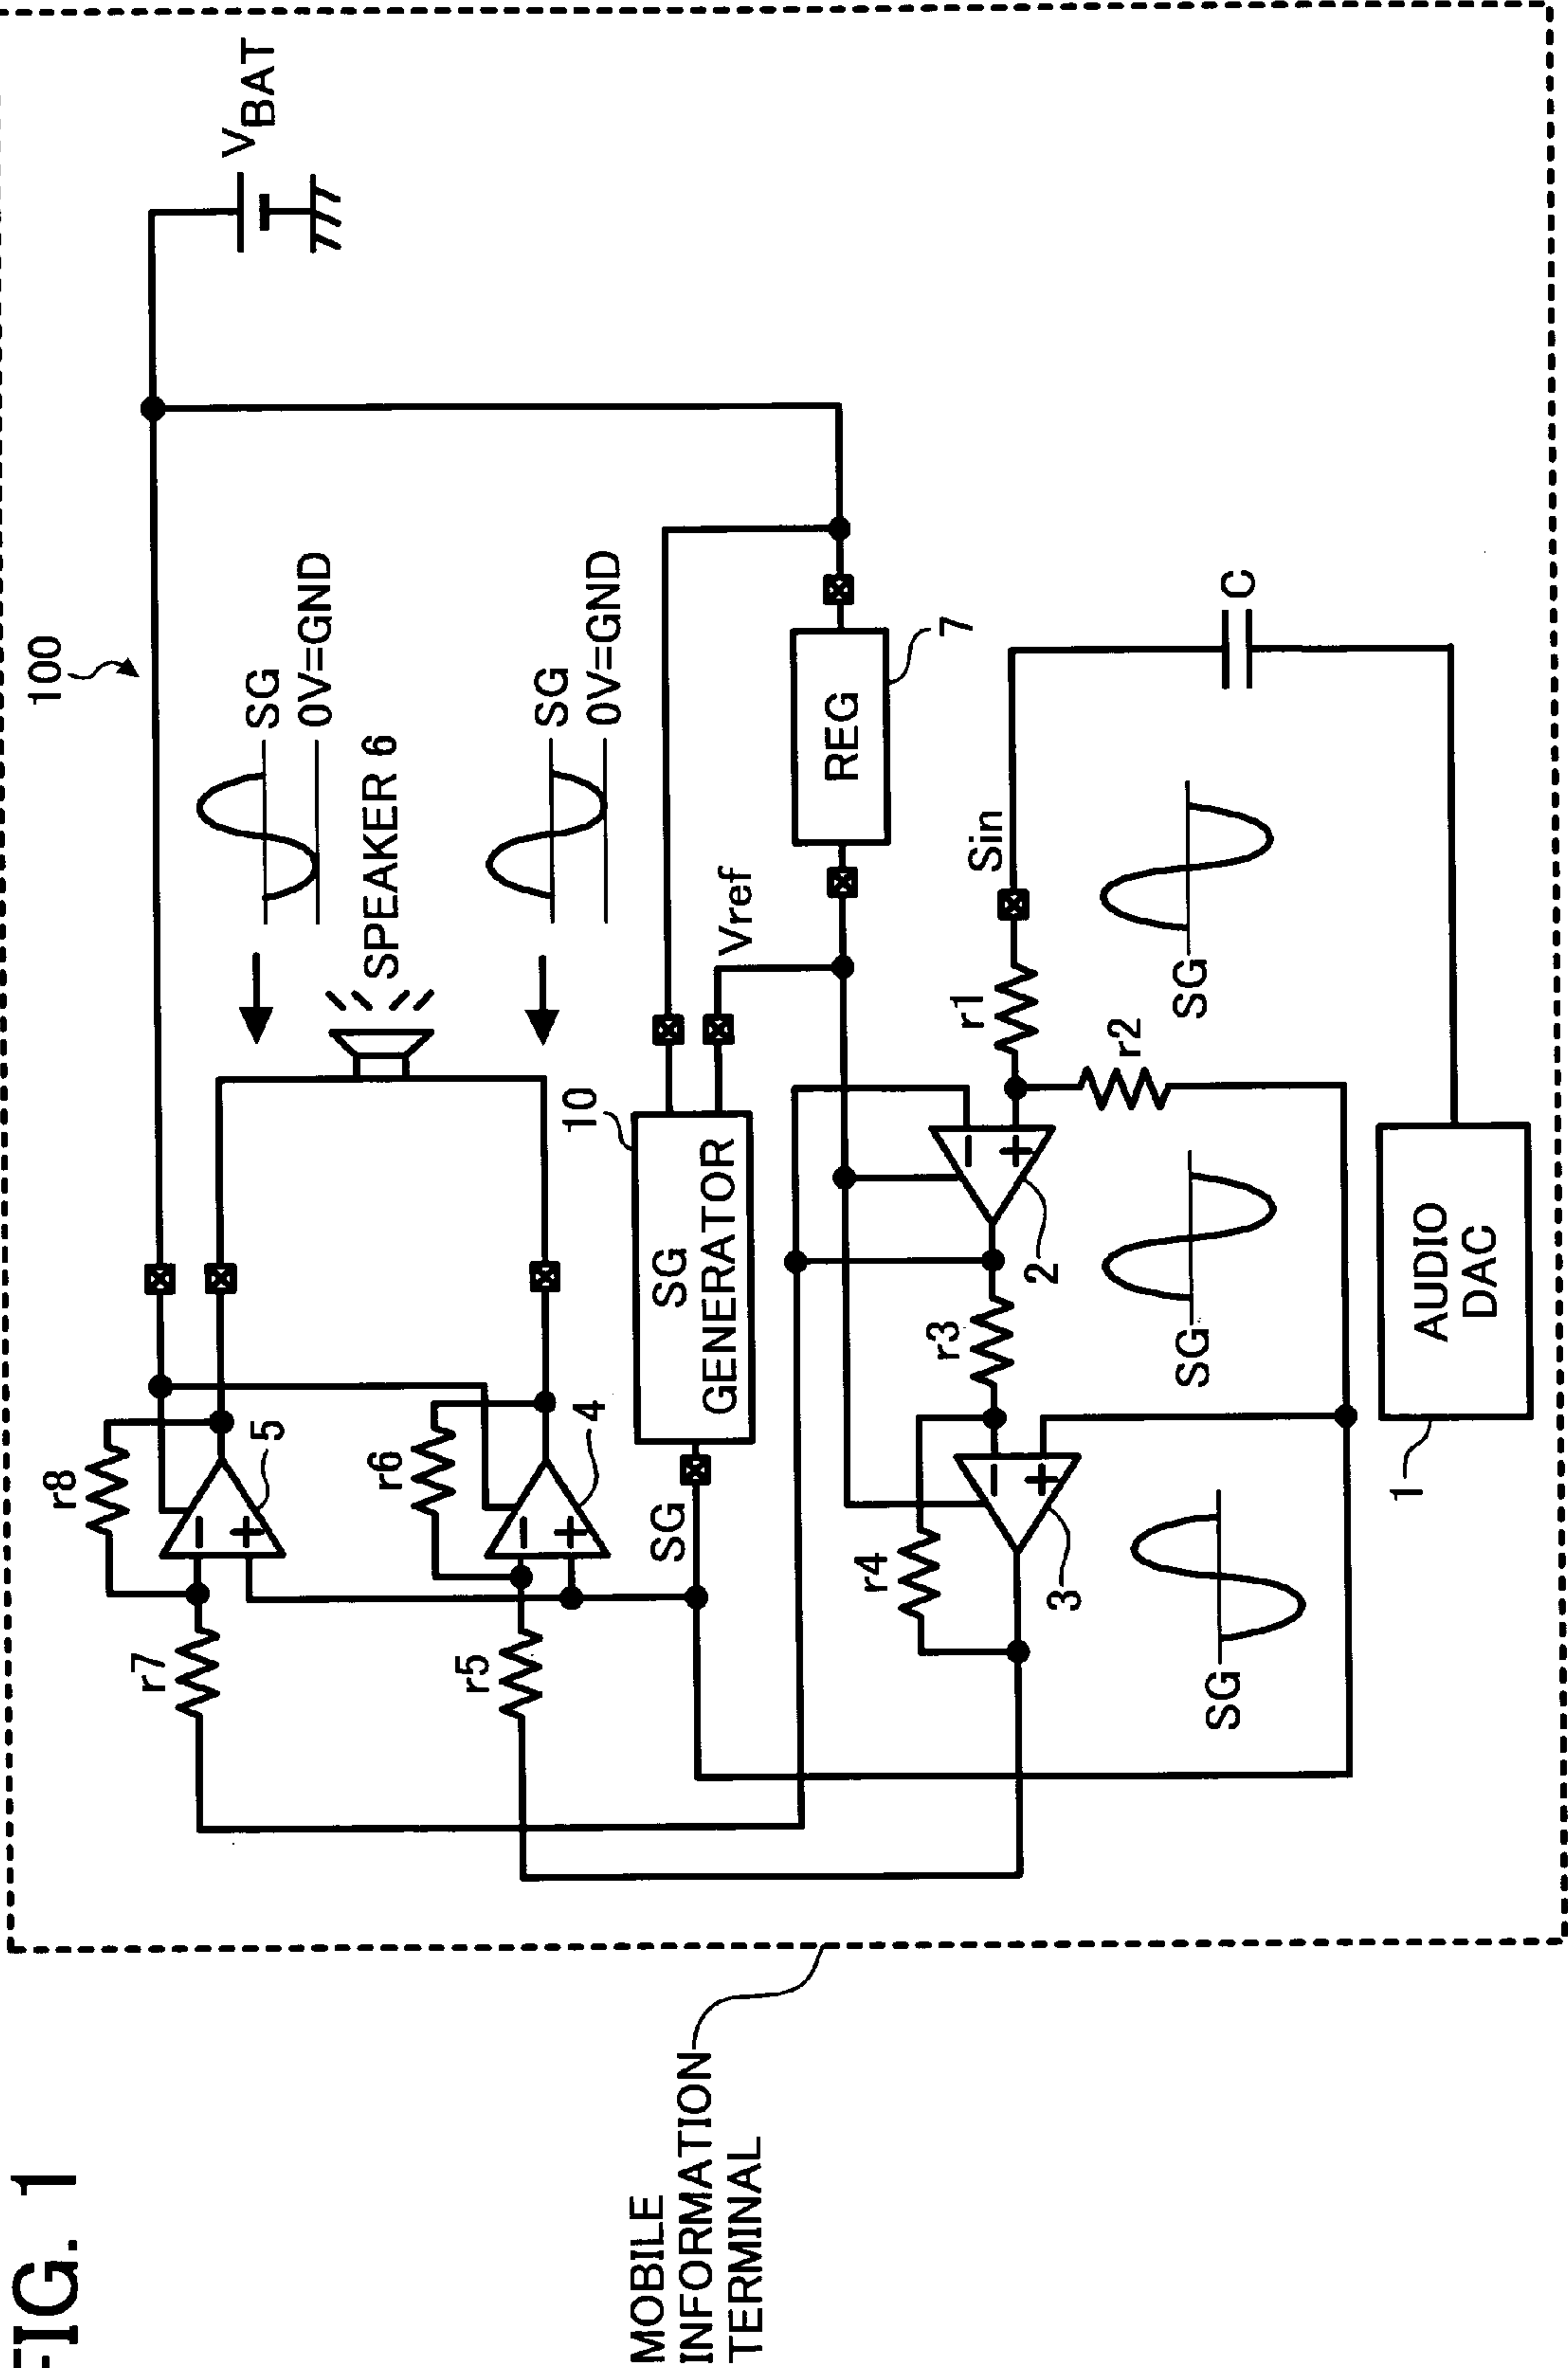 FIG. 1
MOBILE
INFORMATION
TERMINAL
100
VBAT
r8
5
r7
SG
0V=GND
SPEAKER 6
r6
4
r5
SG
0V=GND
SG
10
SG
GENERATOR
Vref
REG
7
r4
3
r3
2
r1
Sin
r2
C
SG
SG
SG
1
AUDIO
DAC
−
+
−
+
−
+
−
+